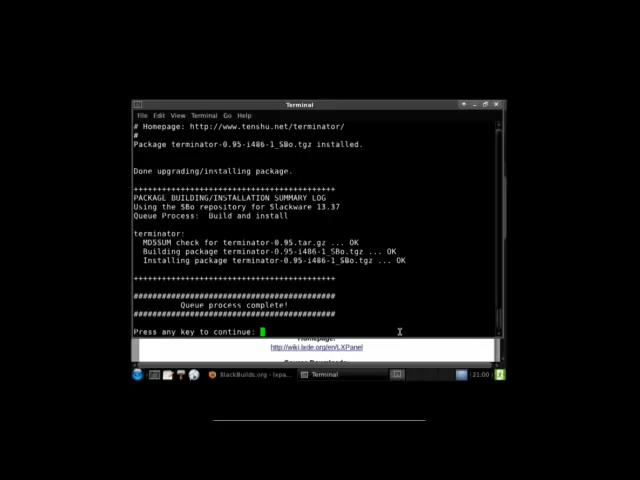 Terminal
File Edit View Terminal Go Help
# Homepage: http://www.tenshu.net/terminator/
#
Package terminator-0.95-i486-1_SBo.tgz installed.
Done upgrading/installing package.
++++++++++++++++++++++++++++++++++++++++++++
PACKAGE BUILDING/INSTALLATION SUMMARY LOG
Using the SBo repository for Slackware 13.37
Queue Process:  Build and install
terminator:
MD5SUM check for terminator-0.95.tar.gz ... OK
Building package terminator-0.95-i486-1_SBo.tgz ... OK
Installing package terminator-0.95-i486-1_SBo.tgz ... OK
++++++++++++++++++++++++++++++++++++++++++++
############################################
Queue process complete!
############################################
Press any key to continue:
Homepage:
http://wiki.lxde.org/en/LXPanel
SlackBuilds.org - lxpa... Terminal 21:00